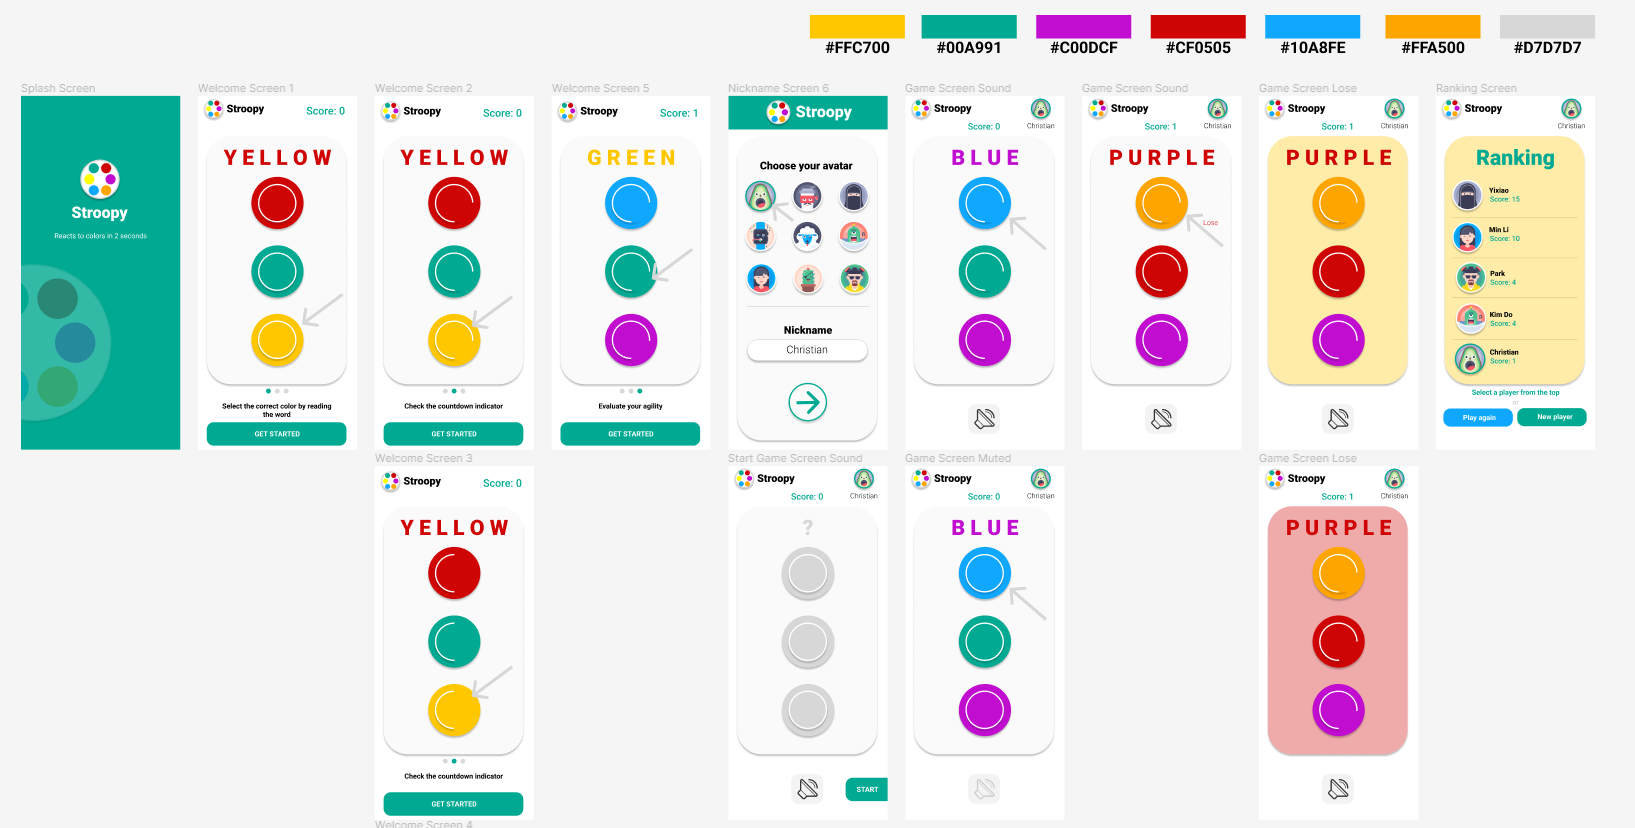 #FFC700
#00A991
#C00DCF
#CF0505
#10A8FE
#FFA500
#D7D7D7
Splash Screen
Stroopy
Reacts to colors in 2 seconds
Welcome Screen 1
Stroopy
Score: 0
YELLOW
Select the correct color by reading
the word
GET STARTED
Welcome Screen 2
Stroopy
Score: 0
YELLOW
Check the countdown indicator
GET STARTED
Welcome Screen 5
Stroopy
Score: 1
GREEN
Evaluate your agility
GET STARTED
Nickname Screen 6
Stroopy
Choose your avatar
Nickname
Christian
Game Screen Sound
Stroopy
Christian
Score: 0
BLUE
Game Screen Sound
Stroopy
Christian
Score: 1
PURPLE
Lose
Game Screen Lose
Stroopy
Christian
Score: 1
PURPLE
Ranking Screen
Stroopy
Christian
Ranking
Yixiao
Score: 15
Min Li
Score: 10
Park
Score: 4
Kim Do
Score: 4
Christian
Score: 1
Select a player from the top
or
Play again
New player
Welcome Screen 3
Stroopy
Score: 0
YELLOW
Check the countdown indicator
GET STARTED
Welcome Screen 4
Start Game Screen Sound
Stroopy
Christian
Score: 0
?
START
Game Screen Muted
Stroopy
Christian
Score: 0
BLUE
Game Screen Lose
Stroopy
Christian
Score: 1
PURPLE